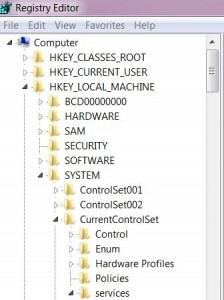 Registry Editor
File Edit View Favorites Help
Computer
HKEY_CLASSES_ROOT
HKEY_CURRENT_USER
HKEY_LOCAL_MACHINE
BCD00000000
HARDWARE
SAM
SECURITY
SOFTWARE
SYSTEM
ControlSet001
ControlSet002
CurrentControlSet
Control
Enum
Hardware Profiles
Policies
services